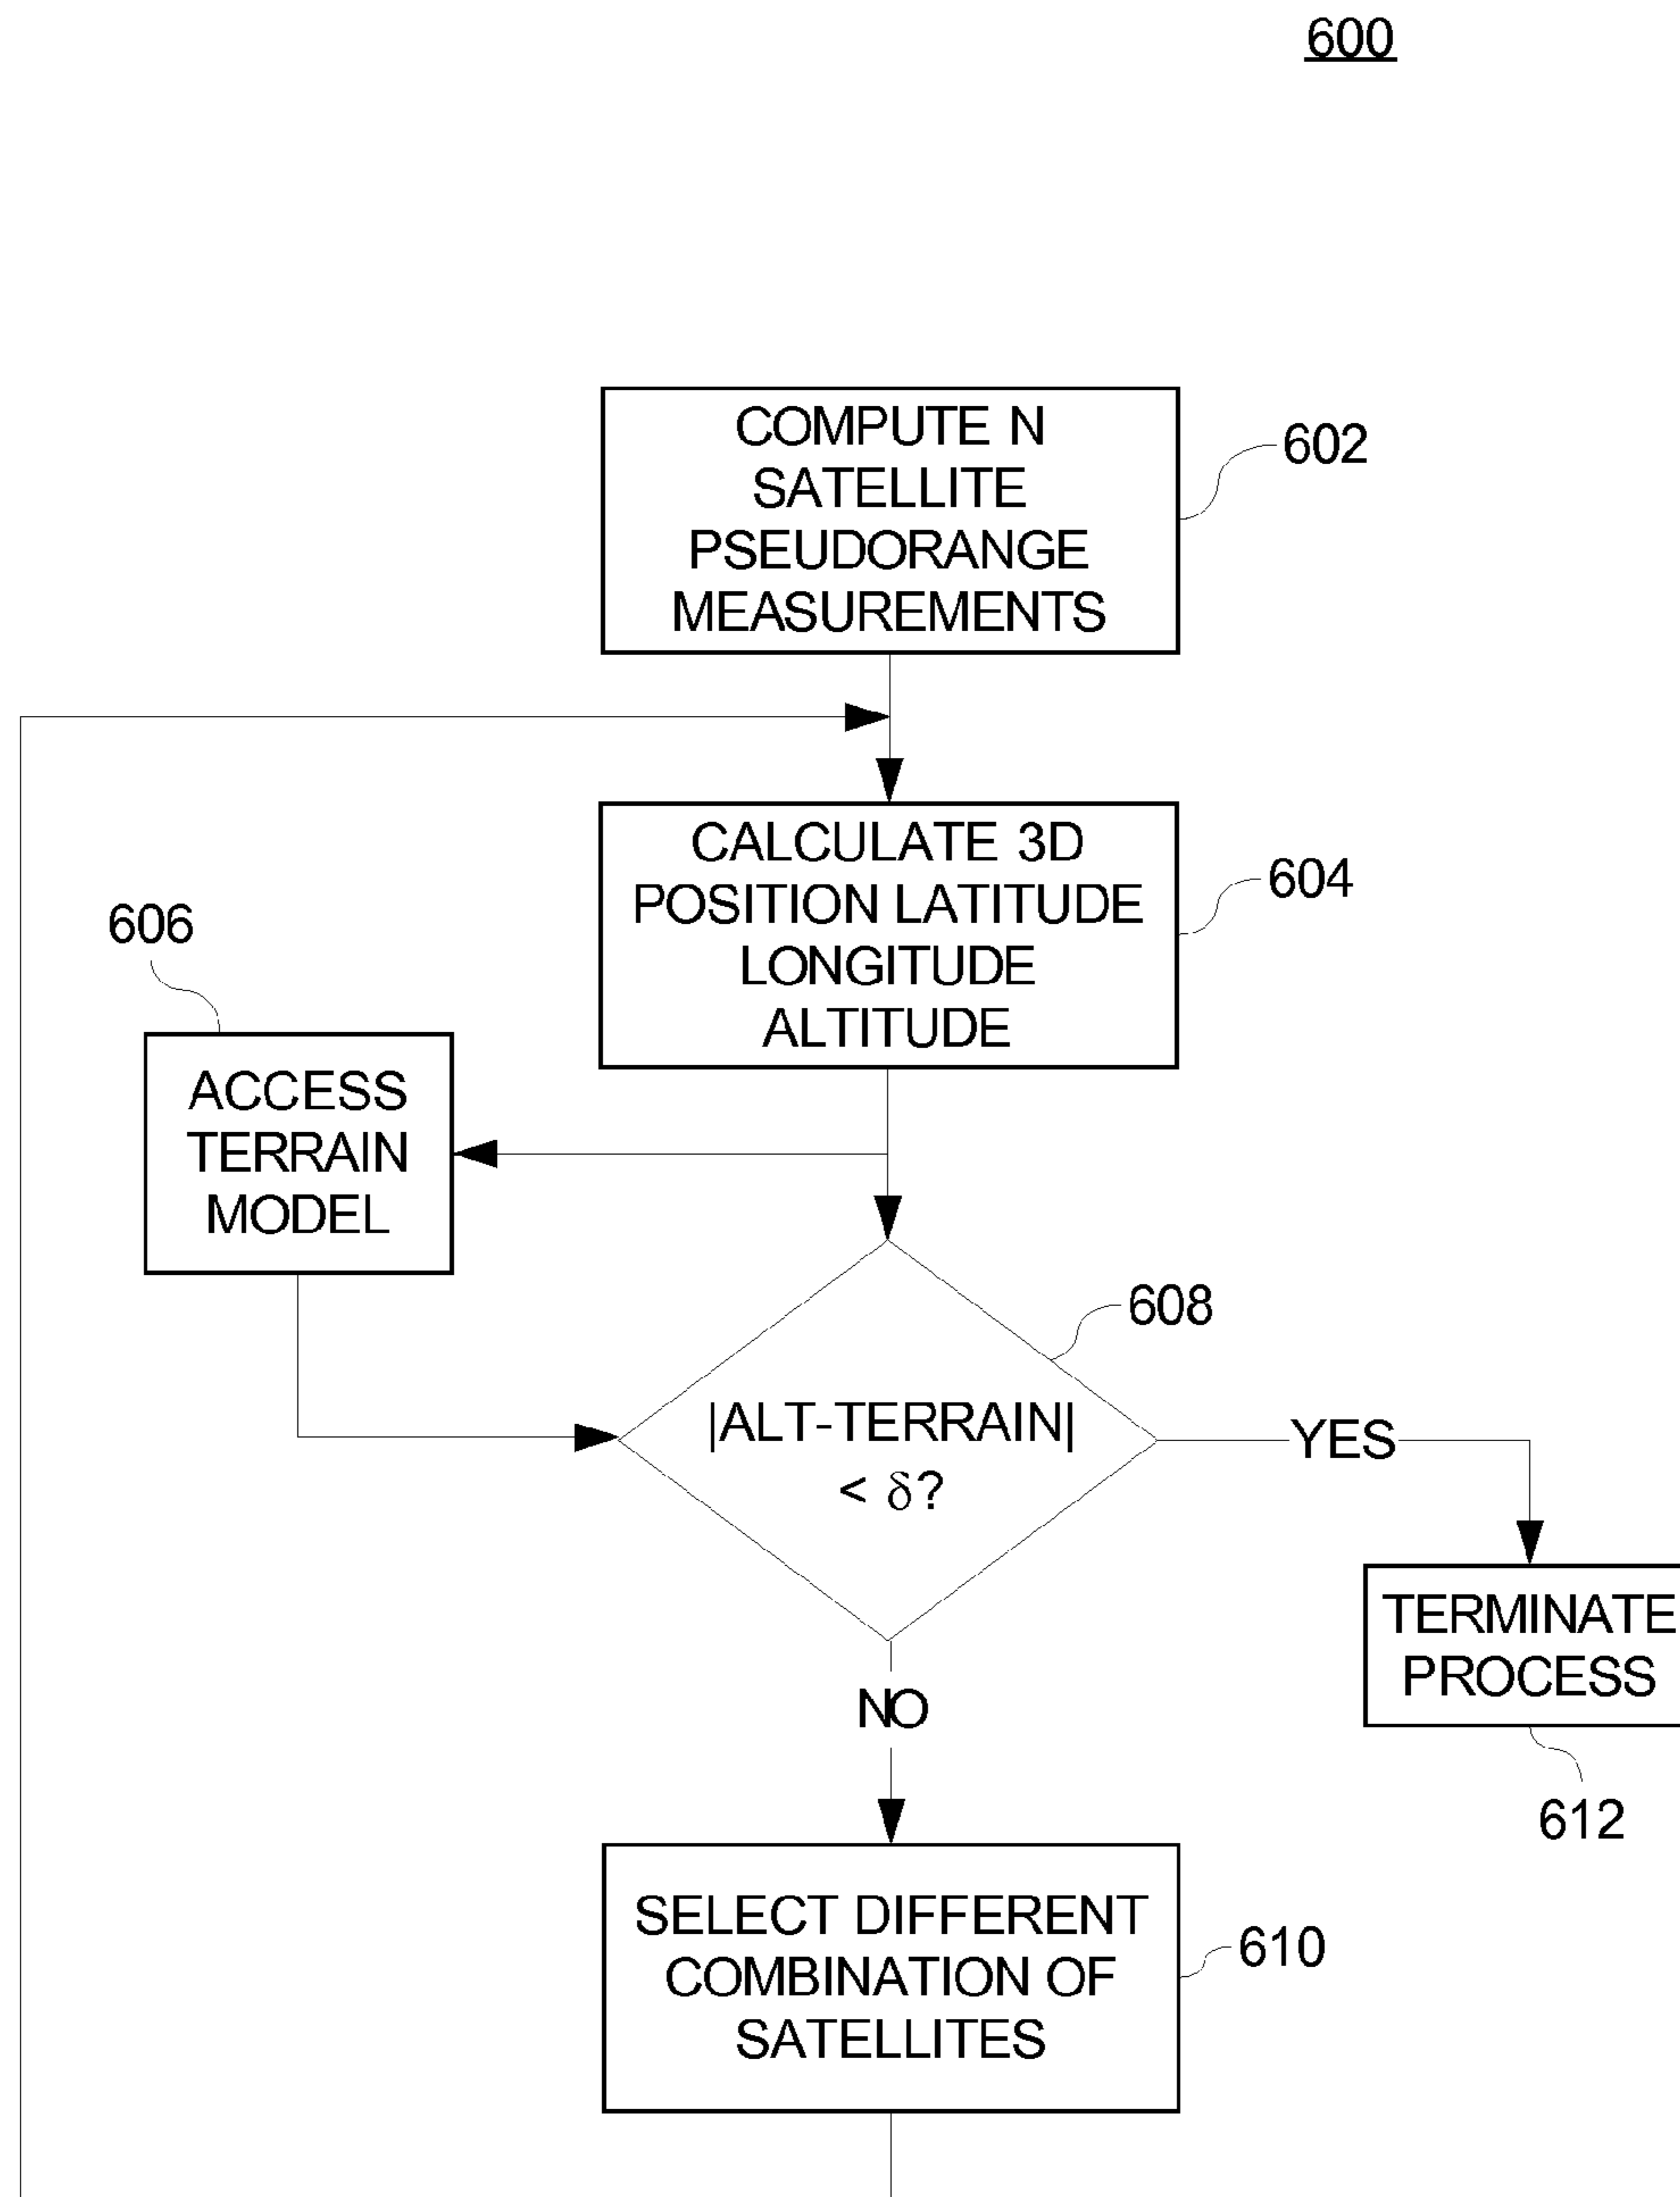 600
COMPUTE N
SATELLITE
PSEUDORANGE
MEASUREMENTS
602
CALCULATE 3D
POSITION LATITUDE
LONGITUDE
ALTITUDE
604
606
ACCESS
TERRAIN
MODEL
608
|ALT-TERRAIN|
< δ?
YES
TERMINATE
PROCESS
612
NO
SELECT DIFFERENT
COMBINATION OF
SATELLITES
610